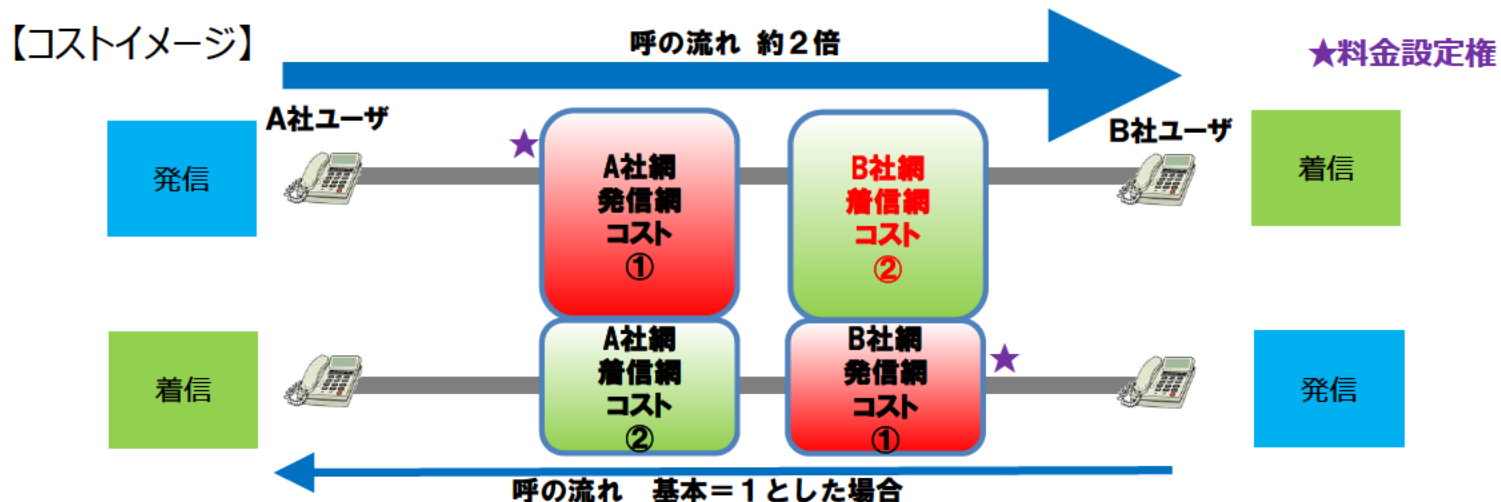 【コストイメージ】
呼の流れ 約２倍
★料金設定権
A社ユーザ
B社ユーザ
発信
★
A社網
発信網
コスト
①
B社網
着信網
コスト
②
着信
着信
A社網
着信網
コスト
②
B社網
発信網
コスト
①
★
発信
呼の流れ　基本＝１とした場合